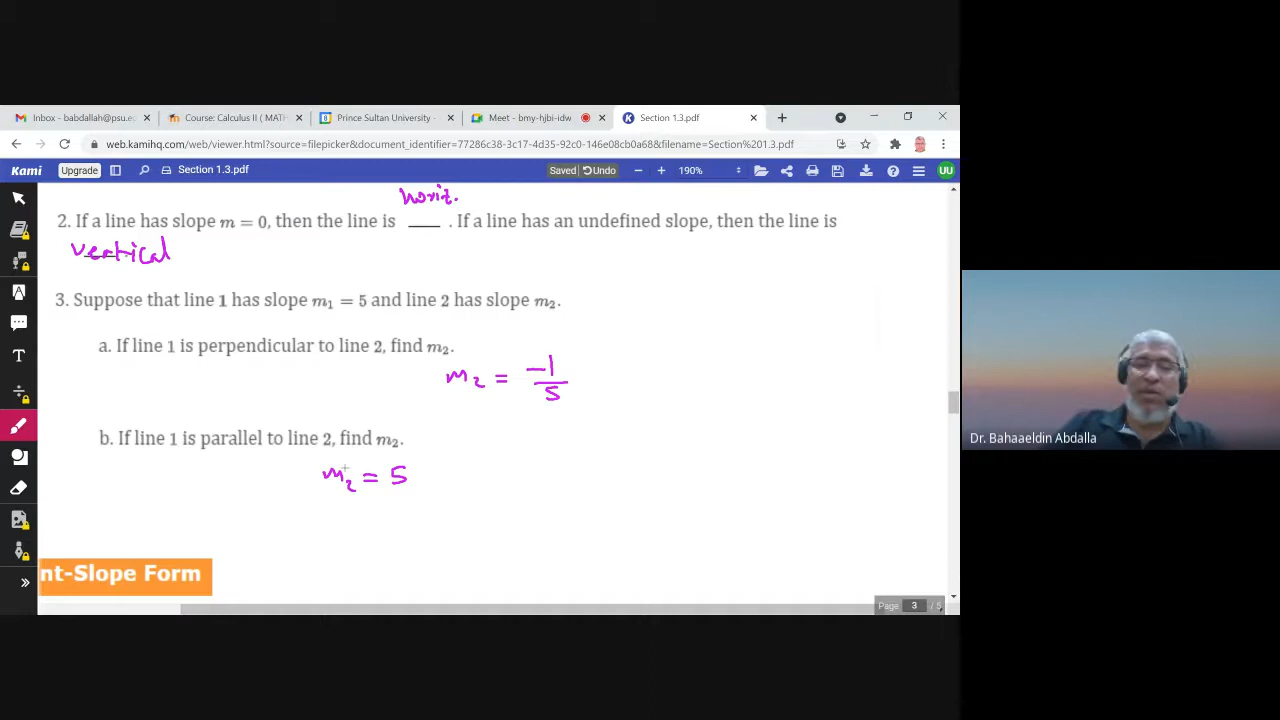 Inbox - babdallah@psu.e
Course: Calculus II ( MATH
Prince Sultan University -
Meet - bmy-hjbi-idw
Section 1.3.pdf
web.kamihq.com/web/viewer.html?source=filepicker&document_identifier=77286c38-3c17-4d35-92c0-146e08cb0a68&filename=Section%201.3.pdf
Kami Upgrade Section 1.3.pdf Saved Undo 190% UU
horiz.
2. If a line has slope m = 0, then the line is ____ . If a line has an undefined slope, then the line is
vertical
3. Suppose that line 1 has slope m₁ = 5 and line 2 has slope m₂.
a. If line 1 is perpendicular to line 2, find m₂.
m₂ = -1/5
b. If line 1 is parallel to line 2, find m₂.
m₂ = 5
nt-Slope Form
Page 3 / 5
Dr. Bahaaeldin Abdalla